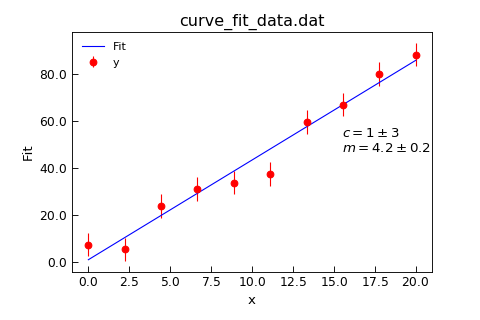 curve_fit_data.dat
Fit
y
80.0
60.0
40.0
20.0
0.0
Fit
c = 1 ± 3
m = 4.2 ± 0.2
0.0 2.5 5.0 7.5 10.0 12.5 15.0 17.5 20.0
x